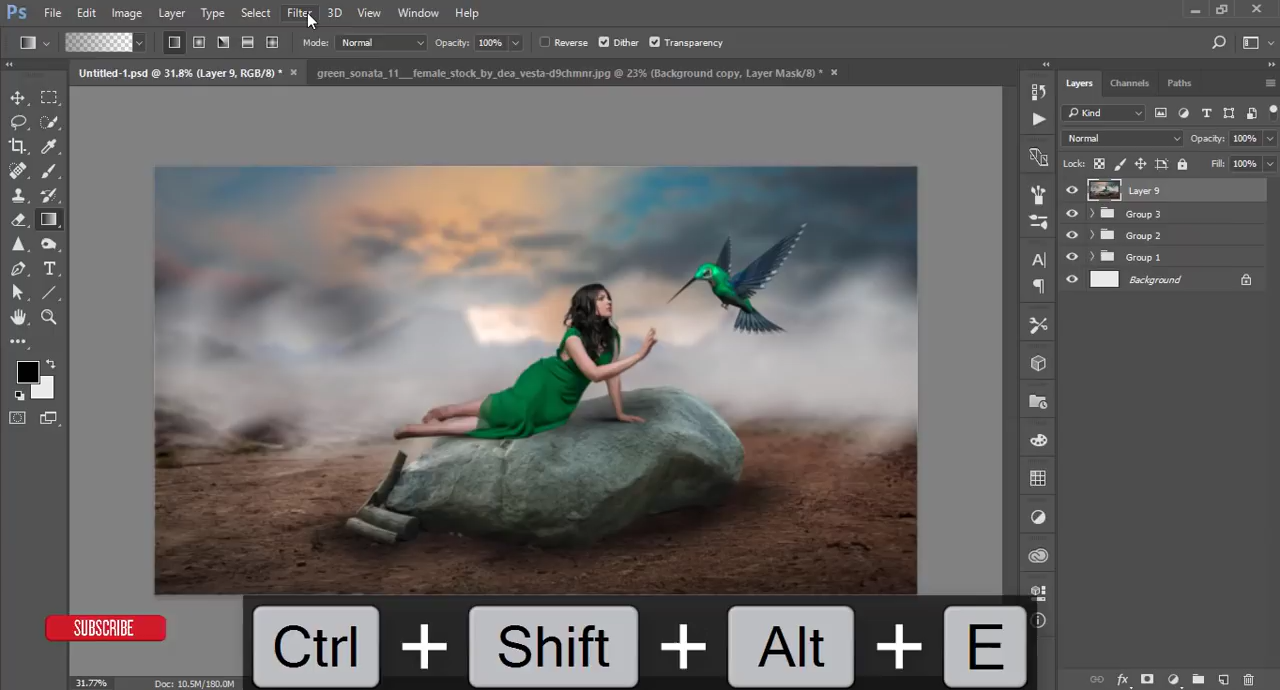 Ps File Edit Image Layer Type Select Filter 3D View Window Help
Mode: Normal Opacity: 100% Reverse Dither Transparency
Untitled-1.psd @ 31.8% (Layer 9, RGB/8) * × green_sonata_11___female_stock_by_dea_vesta-d9chmnr.jpg @ 23% (Background copy, Layer Mask/8) * ×
Layers Channels Paths
Kind
Normal Opacity: 100%
Lock: Fill: 100%
Layer 9
Group 3
Group 2
Group 1
Background
SUBSCRIBE
Ctrl + Shift + Alt + E
31.77% Doc: 10.5M/180.0M